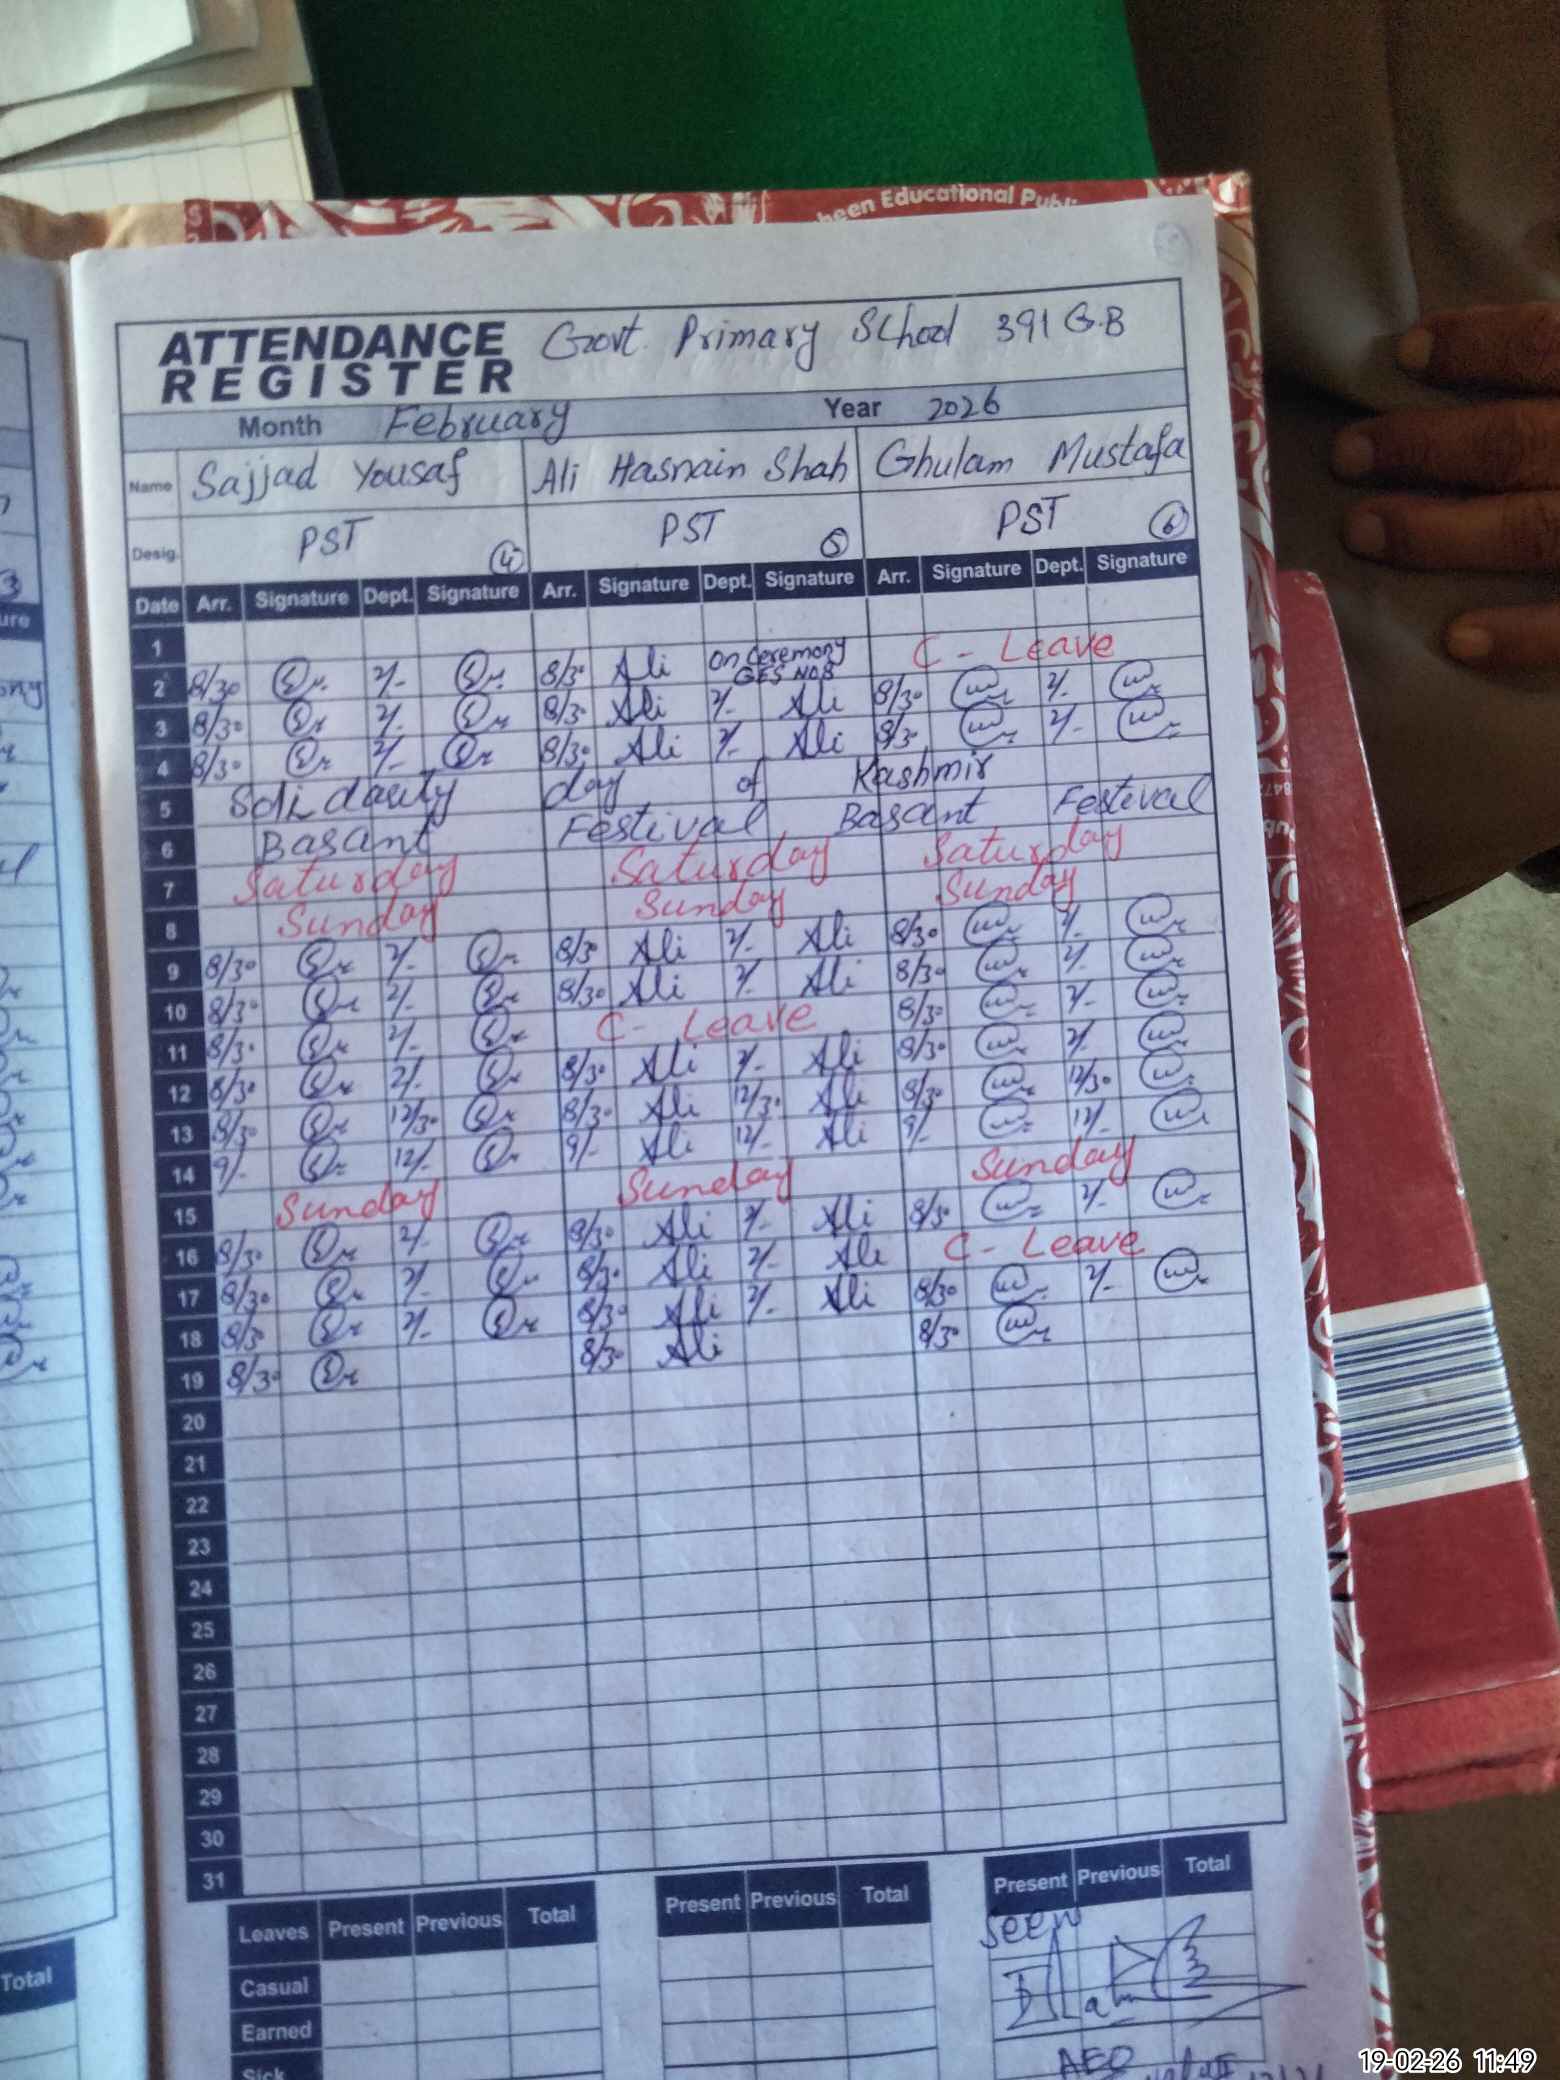 heen Educational Publ
ATTENDANCE REGISTER Govt. Primary School 391 G.B
Month February Year 2026
Name Sajjad Yousaf Ali Hasnain Shah Ghulam Mustafa
Desig. PST 4 PST 5 PST 6
Date Arr. Signature Dept. Signature Arr. Signature Dept. Signature Arr. Signature Dept. Signature
1
2 8/30 2/- 8/30 Ali On Ceremony GES NO8 C - Leave
3 8/30 2/- 8/30 Ali 2/- Ali 8/30 2/-
4 8/30 2/- 8/30 Ali 2/- Ali 8/30 2/-
5 Solidarity day of Kashmir
6 Basant Festival Basant Festival
7 Saturday Saturday Saturday
8 Sunday Sunday Sunday
9 8/30 2/- 8/30 Ali 2/- Ali 8/30 2/-
10 8/30 2/- 8/30 Ali 2/- Ali 8/30 2/-
11 8/30 2/- C - Leave 8/30 2/-
12 8/30 2/- 8/30 Ali 2/- Ali 8/30 2/-
13 8/30 12/30 8/30 Ali 12/30 Ali 8/30 12/30
14 9/- 12/- 9/- Ali 12/- Ali 9/- 12/-
15 Sunday Sunday Sunday
16 8/30 2/- 8/30 Ali 2/- Ali 8/30 2/-
17 8/30 2/- 8/30 Ali 2/- Ali C - Leave
18 8/30 2/- 8/30 Ali 2/- Ali 8/30 2/-
19 8/30 8/30 Ali 8/30
20
21
22
23
24
25
26
27
28
29
30
31
Leaves Present Previous Total Present Previous Total Present Previous Total
Seen
Casual
Earned
Sick
AEO
Total
19-02-26 11:49